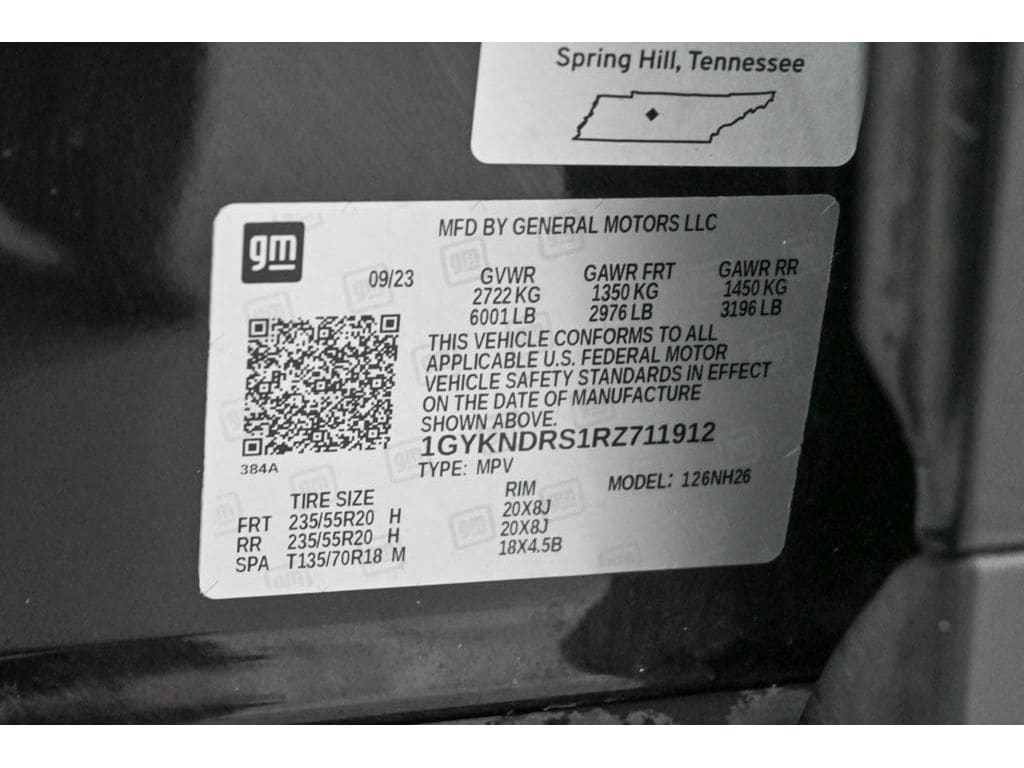 Spring Hill, Tennessee
gm
MFD BY GENERAL MOTORS LLC
09/23 GVWR GAWR FRT GAWR RR
2722 KG 1350 KG 1450 KG
6001 LB 2976 LB 3196 LB
THIS VEHICLE CONFORMS TO ALL
APPLICABLE U.S. FEDERAL MOTOR
VEHICLE SAFETY STANDARDS IN EFFECT
ON THE DATE OF MANUFACTURE
SHOWN ABOVE.
1GYKNDRS1RZ711912
384A
TYPE: MPV MODEL: 126NH26
TIRE SIZE RIM
FRT 235/55R20 H 20X8J
RR 235/55R20 H 20X8J
SPA T135/70R18 M 18X4.5B